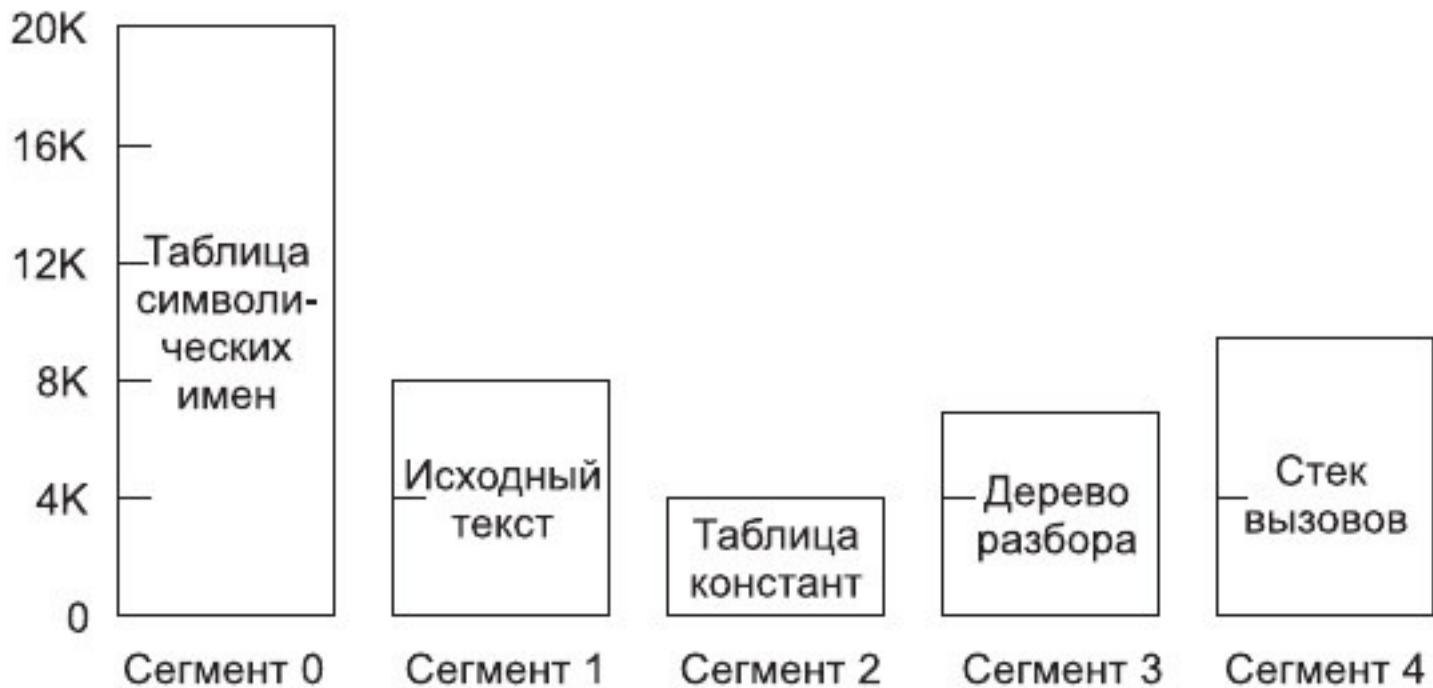 20K
16K
12K
8K
4K
0
Таблица
символи-
ческих
имен
Исходный
текст
Таблица
констант
Дерево
разбора
Стек
вызовов
Сегмент 0
Сегмент 1
Сегмент 2
Сегмент 3
Сегмент 4